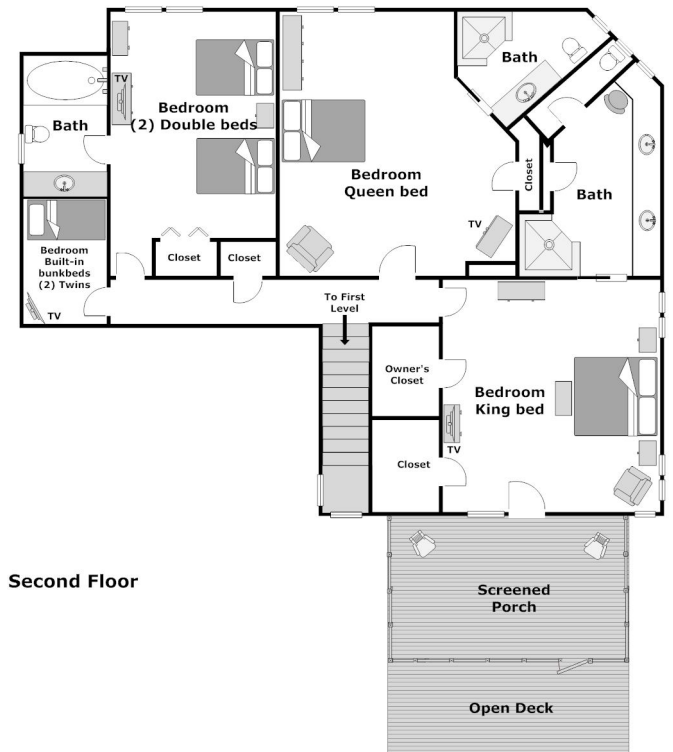 Bath
TV
Bedroom
(2) Double beds
Bath
Bedroom
Queen bed
Closet
Bath
TV
Bedroom
Built-in
bunkbeds
(2) Twins
TV
Closet
Closet
To First
Level
Owner's
Closet
Bedroom
King bed
TV
Closet
Second Floor
Screened
Porch
Open Deck